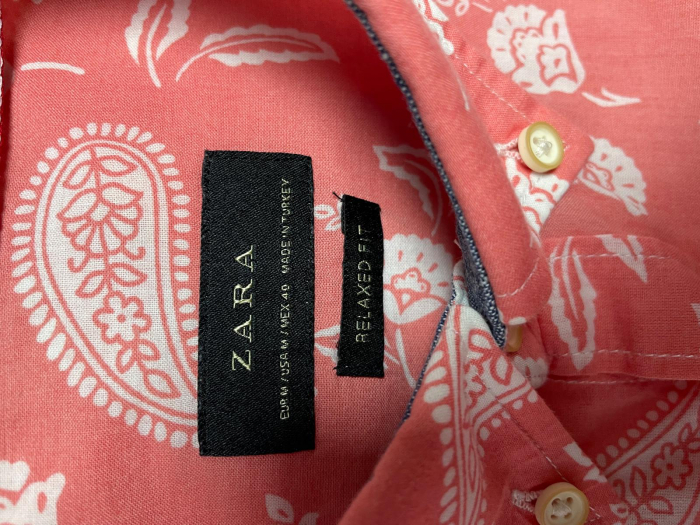 ZARA
EUR M / USA M / MEX 40 MADE IN TURKEY
RELAXED FIT